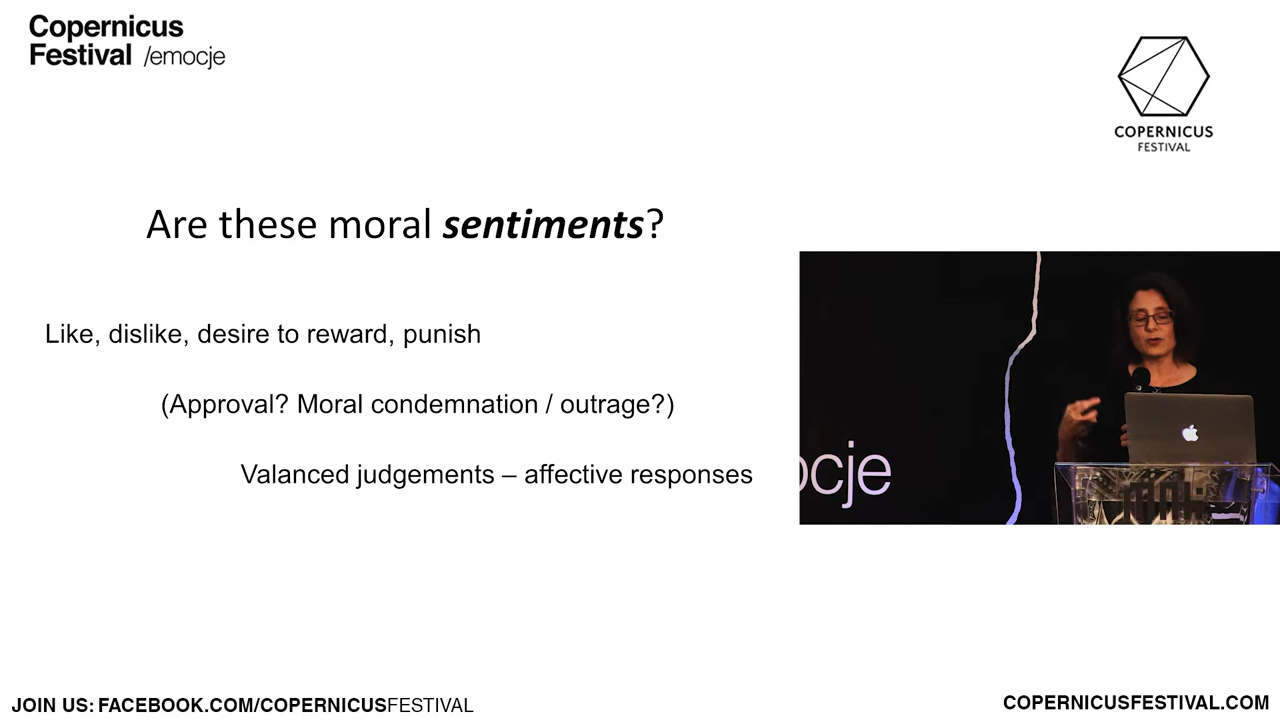 Copernicus
Festival /emocje
COPERNICUS
FESTIVAL
Are these moral sentiments?
Like, dislike, desire to reward, punish
(Approval? Moral condemnation / outrage?)
Valanced judgements – affective responses
ocje
JOIN US: FACEBOOK.COM/COPERNICUSFESTIVAL
COPERNICUSFESTIVAL.COM